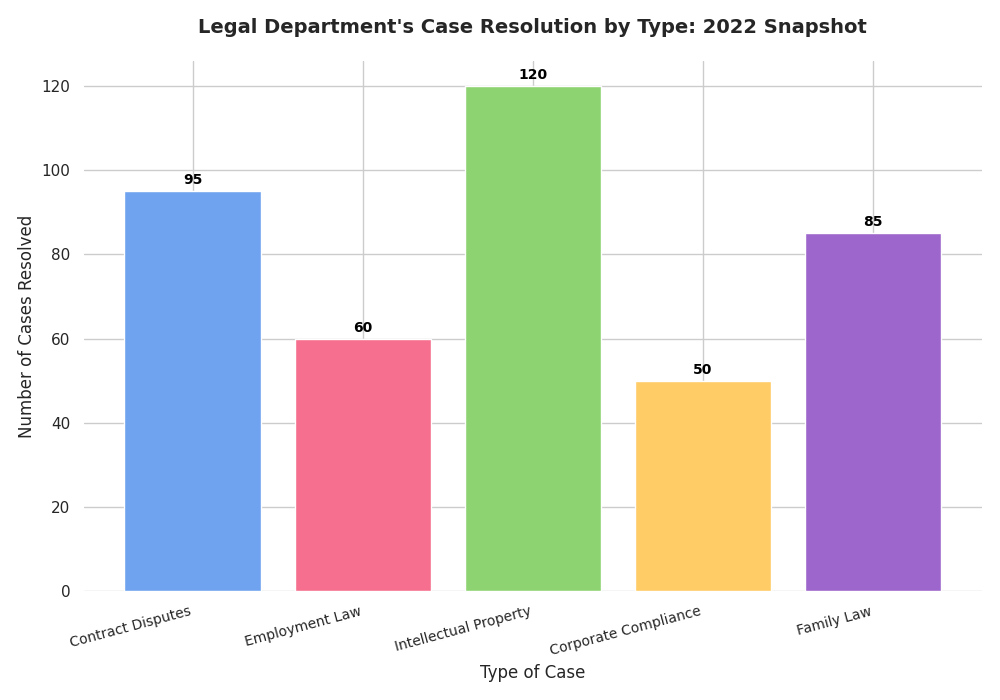 Legal Department's Case Resolution by Type: 2022 Snapshot
Number of Cases Resolved
120
100
80
60
40
20
0
95
60
120
50
85
Contract Disputes
Employment Law
Intellectual Property
Corporate Compliance
Family Law
Type of Case